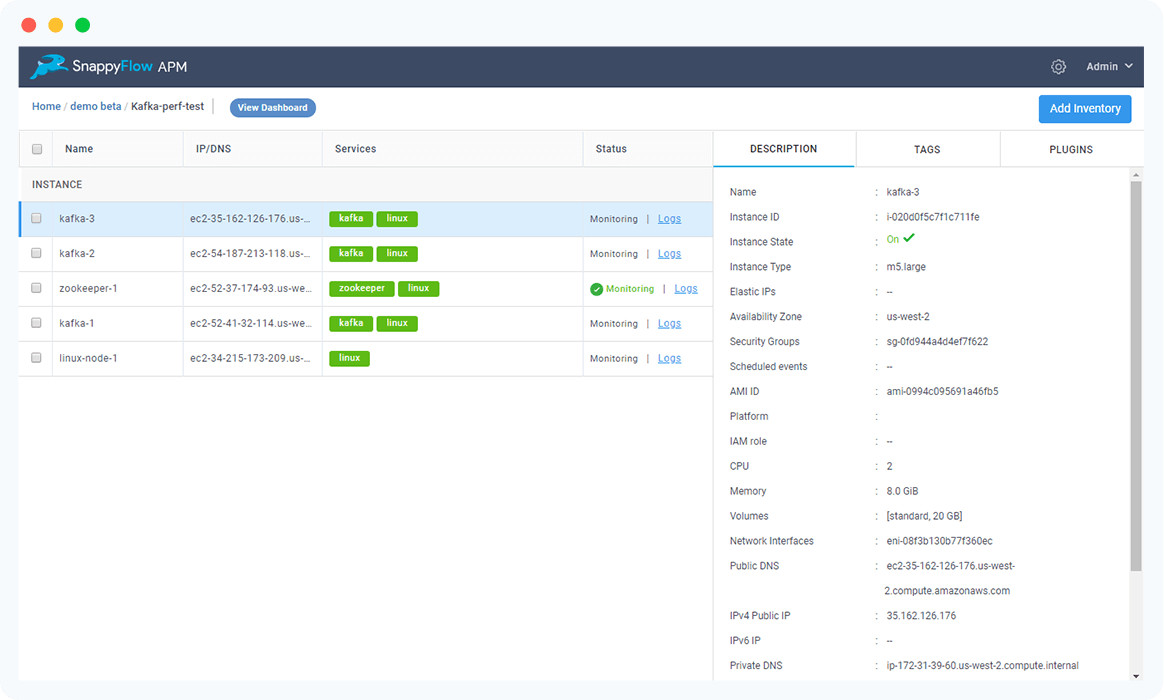 SnappyFlow APM
Admin
Home / demo beta / Kafka-perf-test | View Dashboard
Add Inventory
Name IP/DNS Services Status
INSTANCE
kafka-3 ec2-35-162-126-176.us-... kafka linux Monitoring | Logs
kafka-2 ec2-54-187-213-118.us-... kafka linux Monitoring | Logs
zookeeper-1 ec2-52-37-174-93.us-we... zookeeper linux Monitoring | Logs
kafka-1 ec2-52-41-32-114.us-we... kafka linux Monitoring | Logs
linux-node-1 ec2-34-215-173-209.us-... linux Monitoring | Logs
DESCRIPTION TAGS PLUGINS
Name : kafka-3
Instance ID : i-020d0f5c7f1c711fe
Instance State : On
Instance Type : m5.large
Elastic IPs : --
Availability Zone : us-west-2
Security Groups : sg-0fd944a4d4ef7f622
Scheduled events : --
AMI ID : ami-0994c095691a46fb5
Platform :
IAM role : --
CPU : 2
Memory : 8.0 GiB
Volumes : [standard, 20 GB]
Network Interfaces : eni-08f3b130b77f360ec
Public DNS : ec2-35-162-126-176.us-west-
2.compute.amazonaws.com
IPv4 Public IP : 35.162.126.176
IPv6 IP : --
Private DNS : ip-172-31-39-60.us-west-2.compute.internal